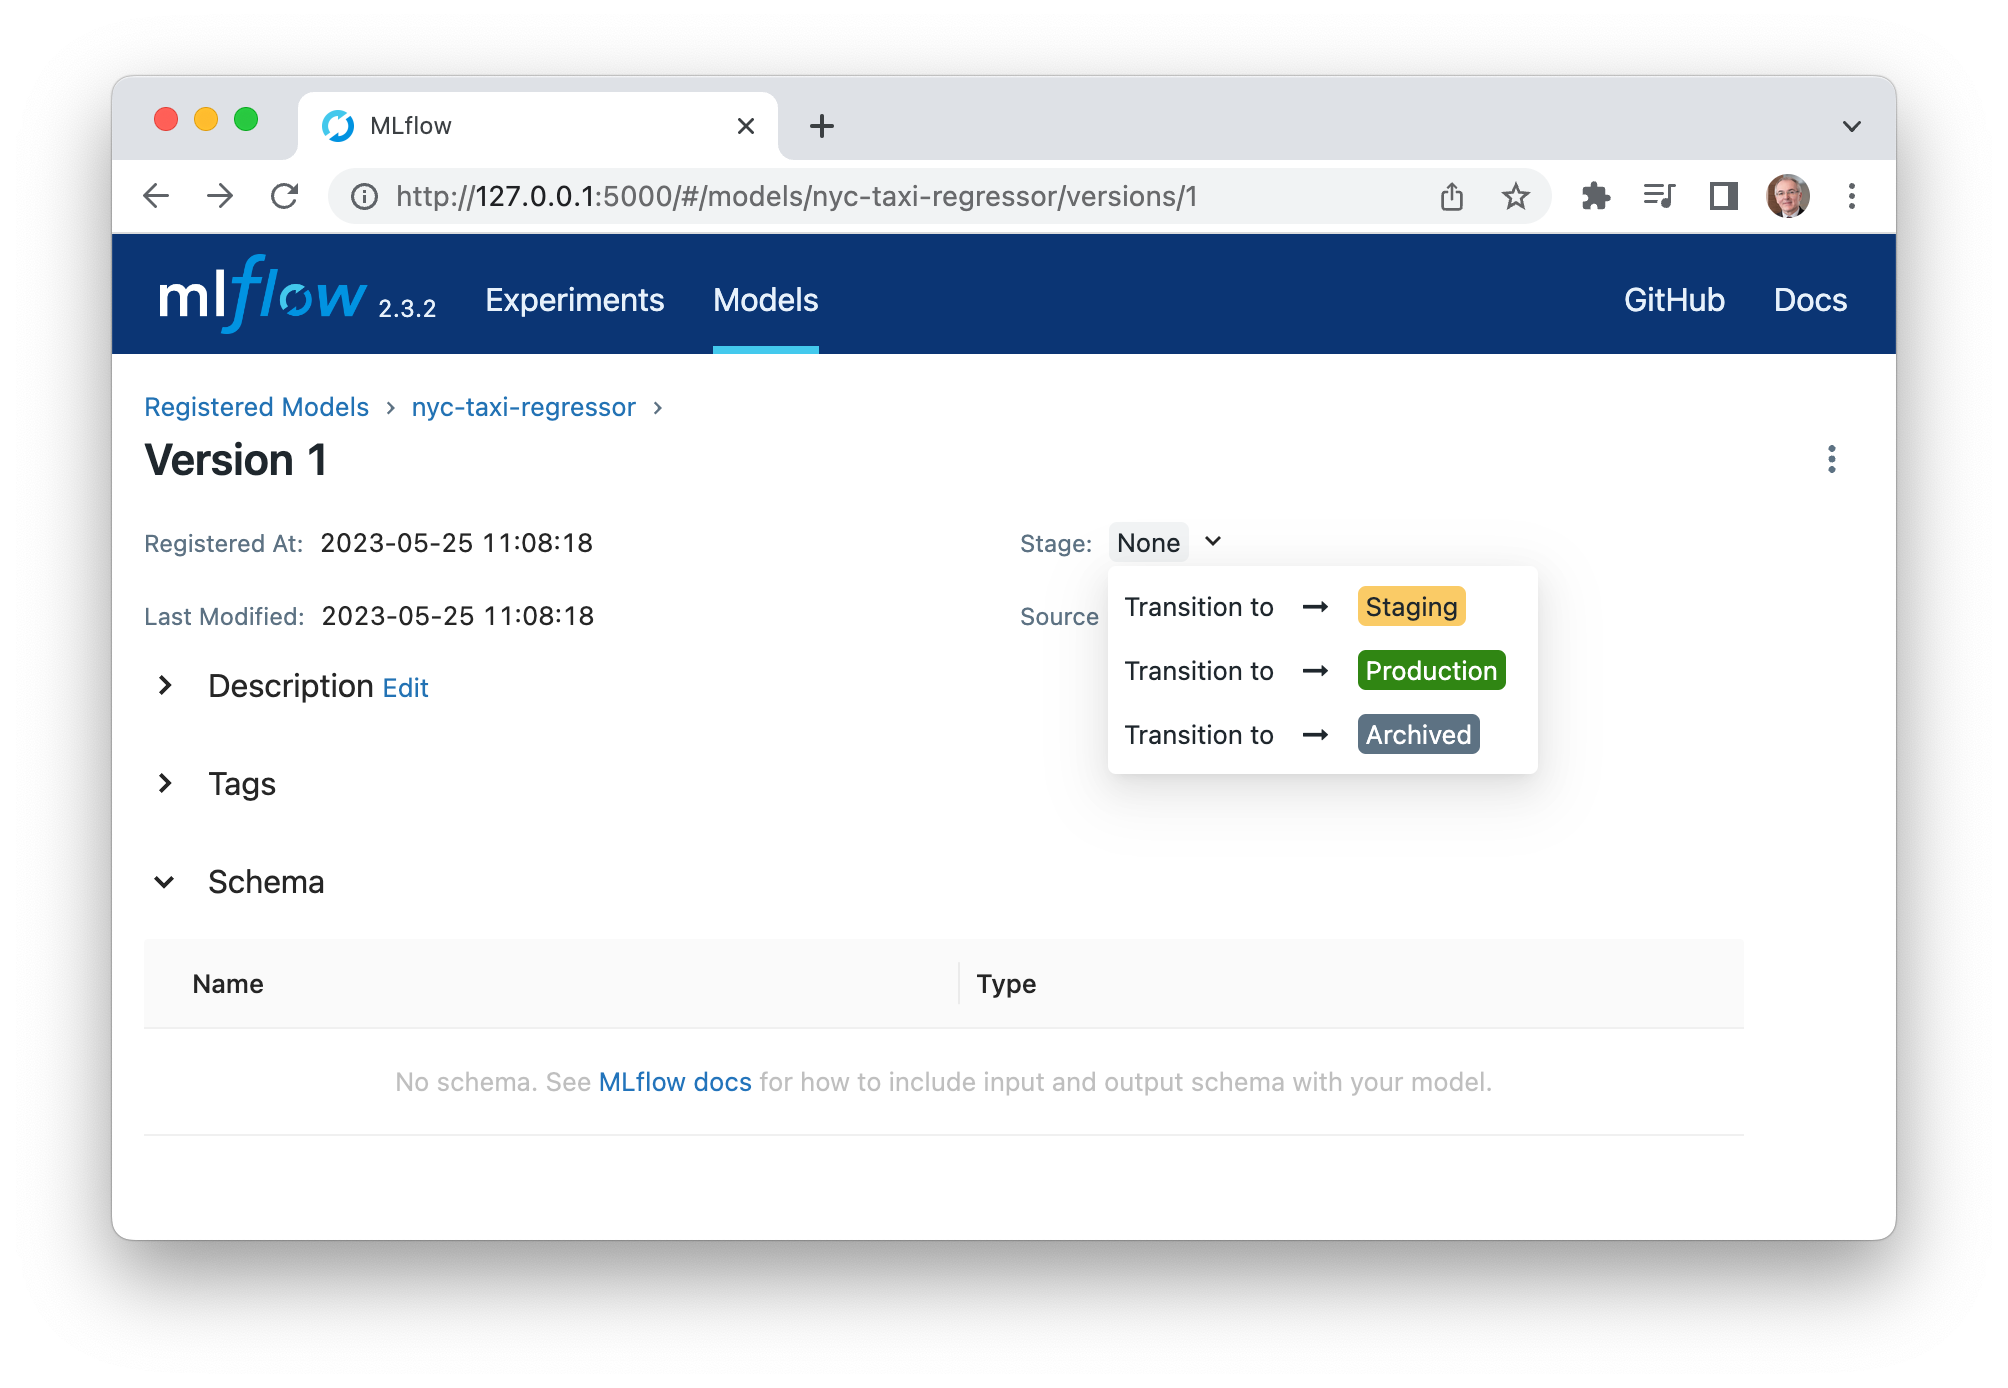 MLflow
http://127.0.0.1:5000/#/models/nyc-taxi-regressor/versions/1
mlflow 2.3.2 Experiments Models GitHub Docs
Registered Models > nyc-taxi-regressor >
Version 1
Registered At: 2023-05-25 11:08:18 Stage: None
Last Modified: 2023-05-25 11:08:18 Source
Transition to → Staging
Transition to → Production
Transition to → Archived
Description Edit
Tags
Schema
Name Type
No schema. See MLflow docs for how to include input and output schema with your model.